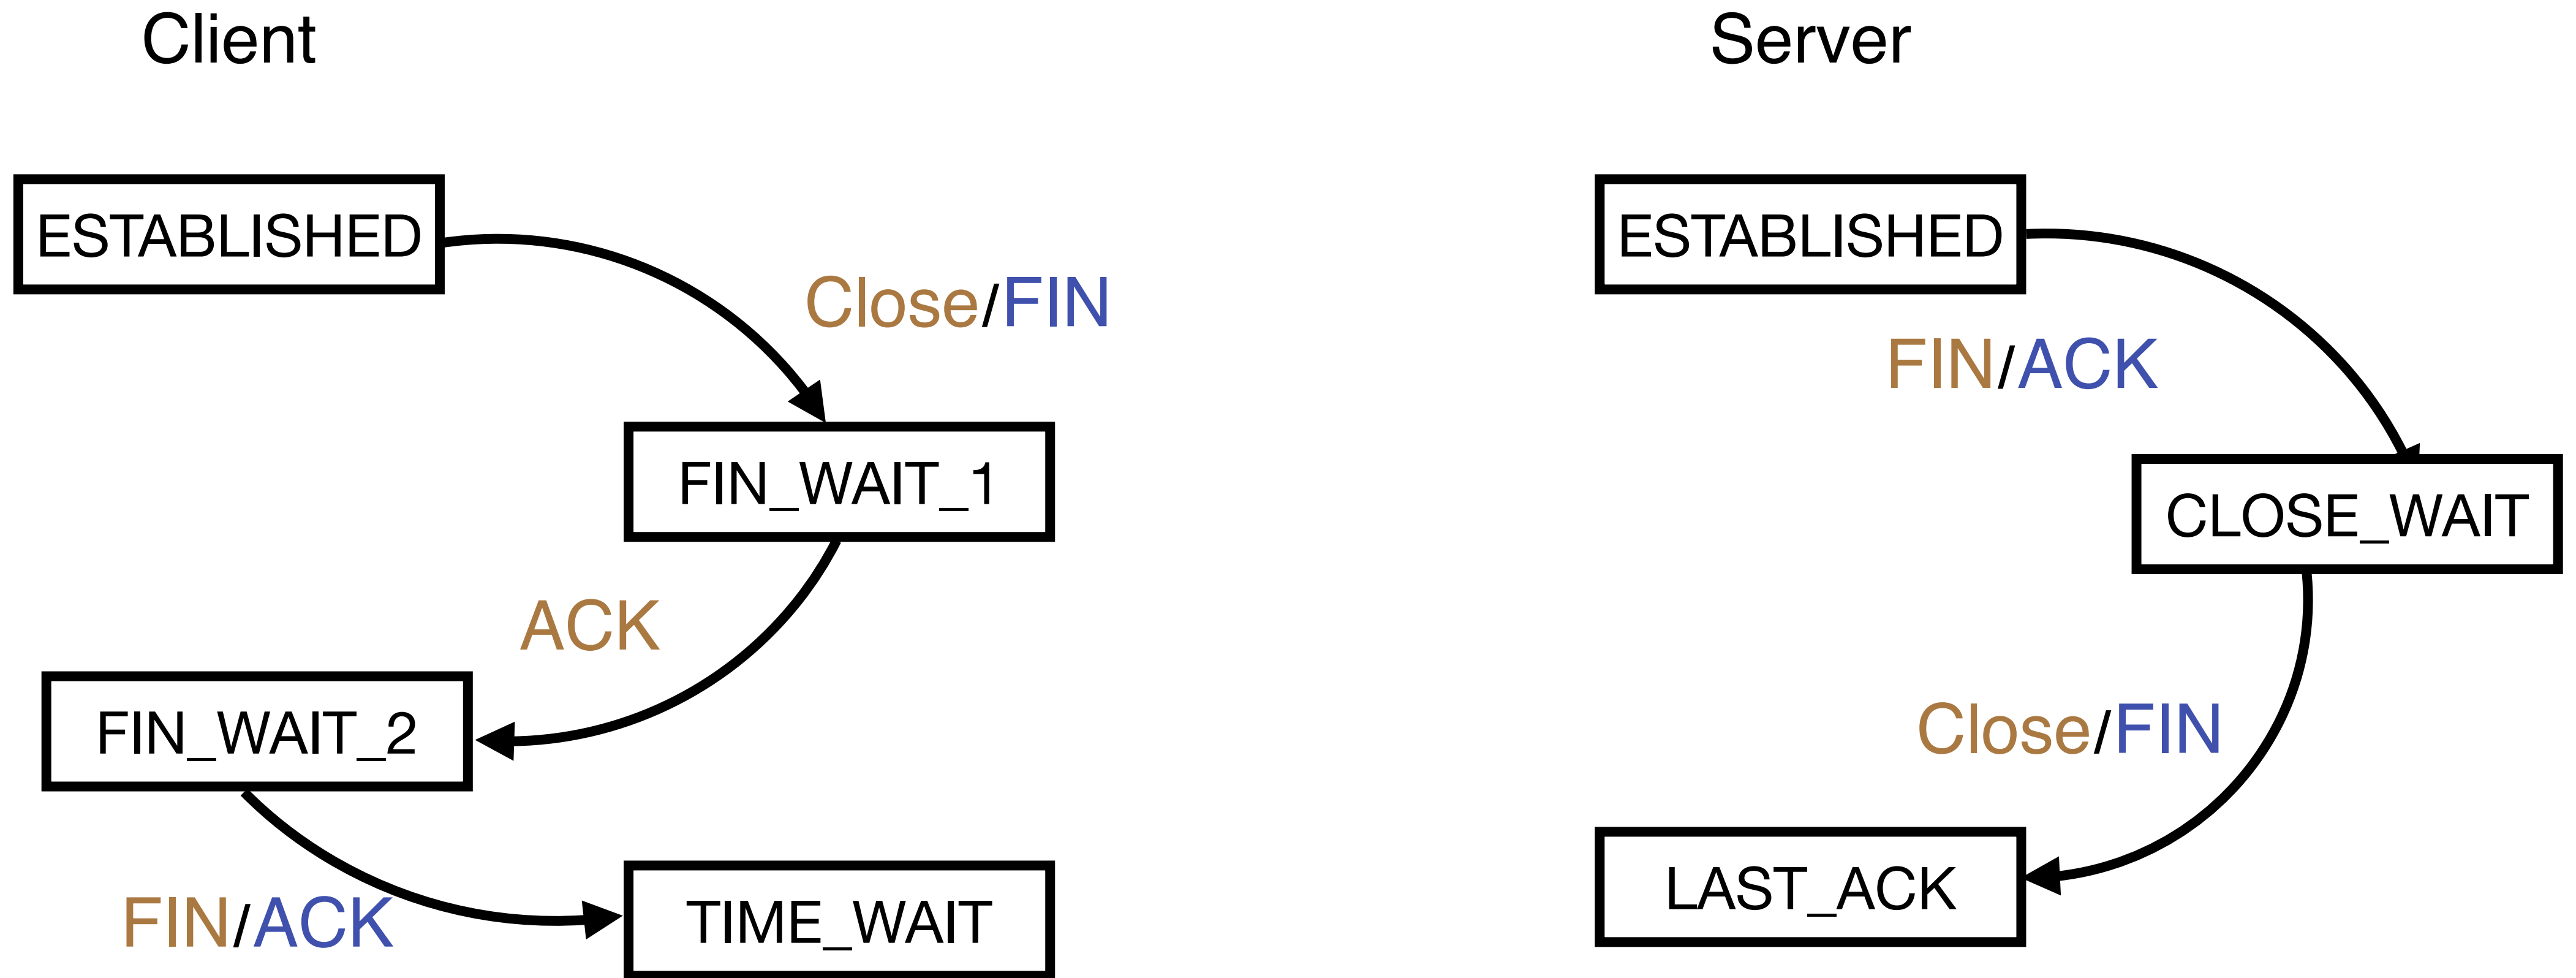 Client
ESTABLISHED
Close/FIN
FIN_WAIT_1
ACK
FIN_WAIT_2
FIN/ACK
TIME_WAIT
Server
ESTABLISHED
FIN/ACK
CLOSE_WAIT
Close/FIN
LAST_ACK